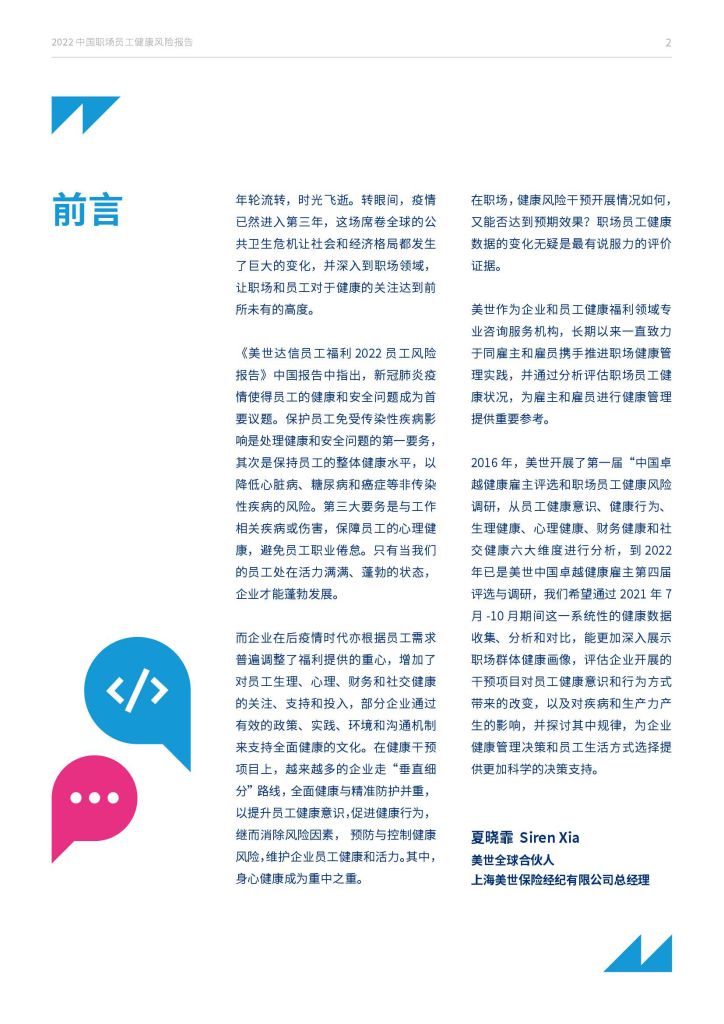 2022 中国职场员工健康风险报告
2
前言
年轮流转，时光飞逝。转眼间，疫情
已然进入第三年，这场席卷全球的公
共卫生危机让社会和经济格局都发生
了巨大的变化，并深入到职场领域，
让职场和员工对于健康的关注达到前
所未有的高度。
《美世达信员工福利 2022 员工风险
报告》中国报告中指出，新冠肺炎疫
情使得员工的健康和安全问题成为首
要议题。保护员工免受传染性疾病影
响是处理健康和安全问题的第一要务，
其次是保持员工的整体健康水平，以
降低心脏病、糖尿病和癌症等非传染
性疾病的风险。第三大要务是与工作
相关疾病或伤害，保障员工的心理健
康，避免员工职业倦怠。只有当我们
的员工处在活力满满、蓬勃的状态，
企业才能蓬勃发展。
而企业在后疫情时代亦根据员工需求
普遍调整了福利提供的重心，增加了
对员工生理、心理、财务和社交健康
的关注、支持和投入，部分企业通过
有效的政策、实践、环境和沟通机制
来支持全面健康的文化。在健康干预
项目上，越来越多的企业走“垂直细
分”路线，全面健康与精准防护并重，
以提升员工健康意识，促进健康行为，
继而消除风险因素， 预防与控制健康
风险，维护企业员工健康和活力。其中，
身心健康成为重中之重。
在职场，健康风险干预开展情况如何，
又能否达到预期效果？职场员工健康
数据的变化无疑是最有说服力的评价
证据。
美世作为企业和员工健康福利领域专
业咨询服务机构，长期以来一直致力
于同雇主和雇员携手推进职场健康管
理实践，并通过分析评估职场员工健
康状况，为雇主和雇员进行健康管理
提供重要参考。
2016 年，美世开展了第一届“中国卓
越健康雇主评选和职场员工健康风险
调研，从员工健康意识、健康行为、
生理健康、心理健康、财务健康和社
交健康六大维度进行分析，到 2022
年已是美世中国卓越健康雇主第四届
评选与调研，我们希望通过 2021 年 7
月 -10 月期间这一系统性的健康数据
收集、分析和对比，能更加深入展示
职场群体健康画像，评估企业开展的
干预项目对员工健康意识和行为方式
带来的改变，以及对疾病和生产力产
生的影响，并探讨其中规律，为企业
健康管理决策和员工生活方式选择提
供更加科学的决策支持。
夏晓霏 Siren Xia
美世全球合伙人
上海美世保险经纪有限公司总经理